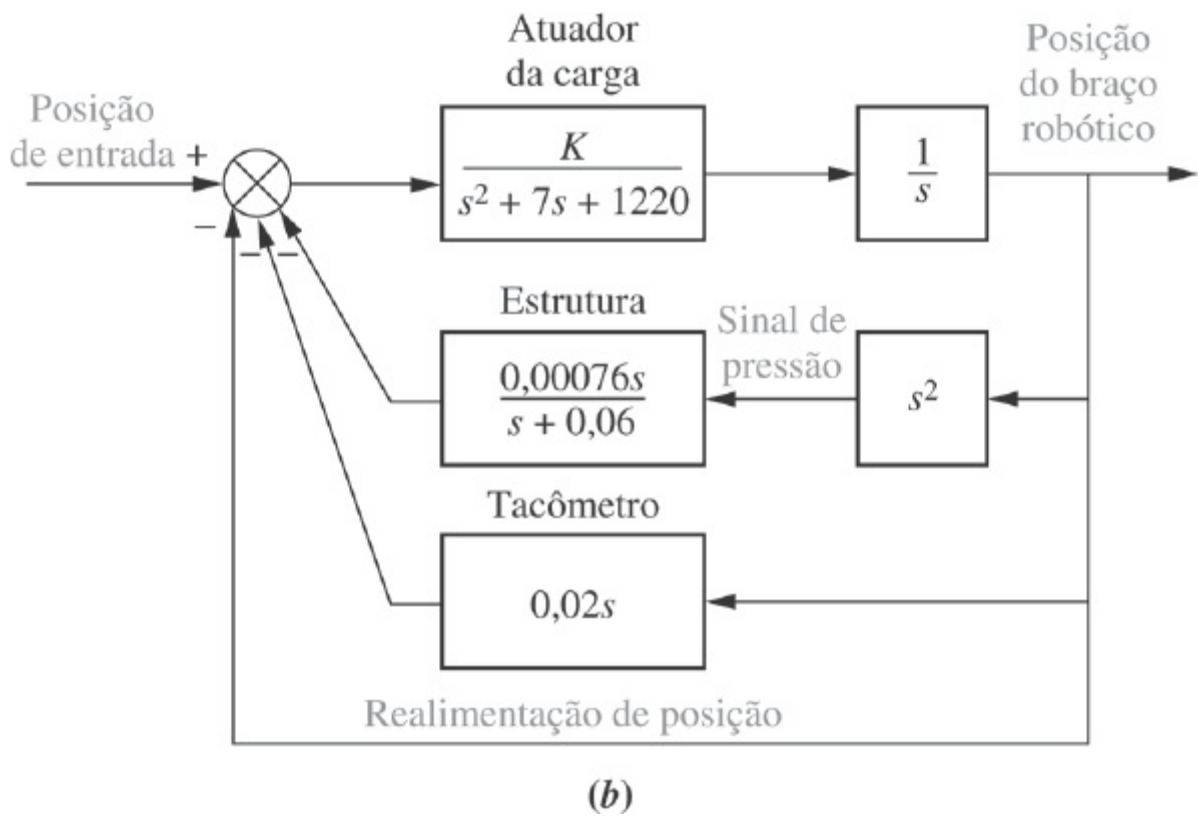 Atuador
da carga
Posição
de entrada
+
K
s² + 7s + 1220
1
s
Posição
do braço
robótico
−
− −
Estrutura
0,00076s
s + 0,06
Sinal de
pressão
s²
Tacômetro
0,02s
Realimentação de posição
(b)